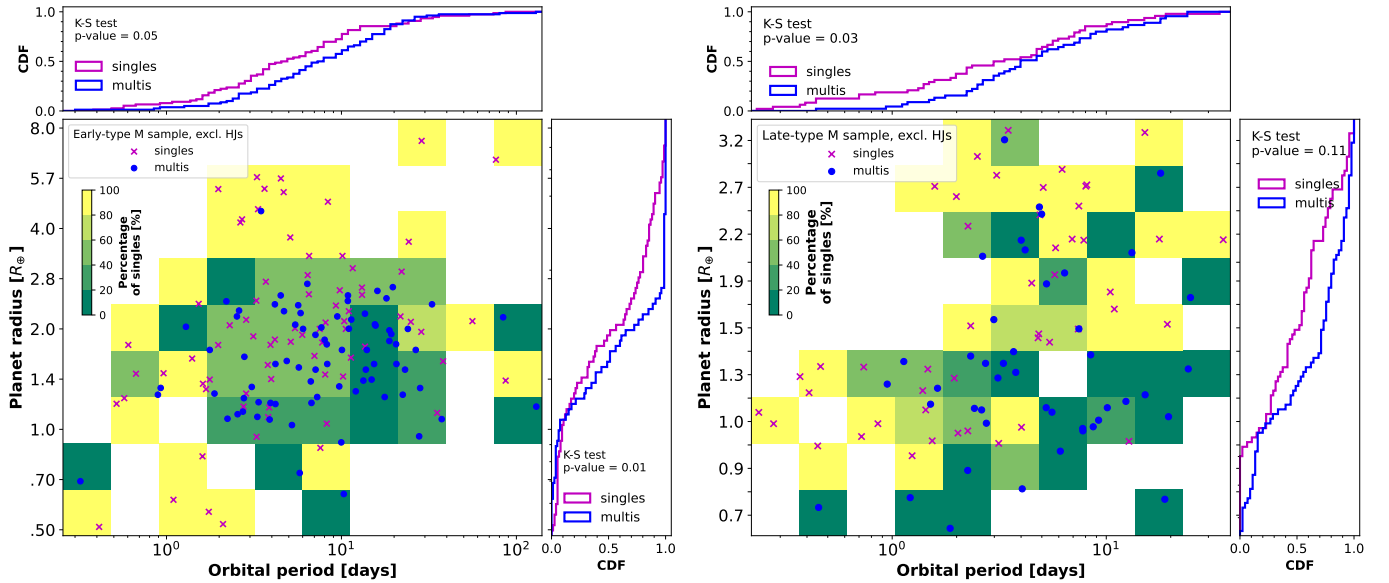 K-S test
p-value = 0.05
singles
multis
CDF
1.0
0.5
0.0
Early-type M sample, excl. HJs
singles
multis
100
80
60
40
20
0
Percentage
of singles [%]
Planet radius [R⊕]
8.0
5.7
4.0
2.8
2.0
1.4
1.0
.70
.50
10⁰
10¹
10²
Orbital period [days]
K-S test
p-value = 0.01
singles
multis
0.0
0.5
1.0
CDF
K-S test
p-value = 0.03
singles
multis
CDF
1.0
0.5
0.0
Late-type M sample, excl. HJs
singles
multis
100
80
60
40
20
0
Percentage
of singles [%]
Planet radius [R⊕]
3.2
2.7
2.2
1.9
1.5
1.3
1.0
0.9
0.7
10⁰
10¹
Orbital period [days]
K-S test
p-value = 0.11
singles
multis
0.0
0.5
1.0
CDF